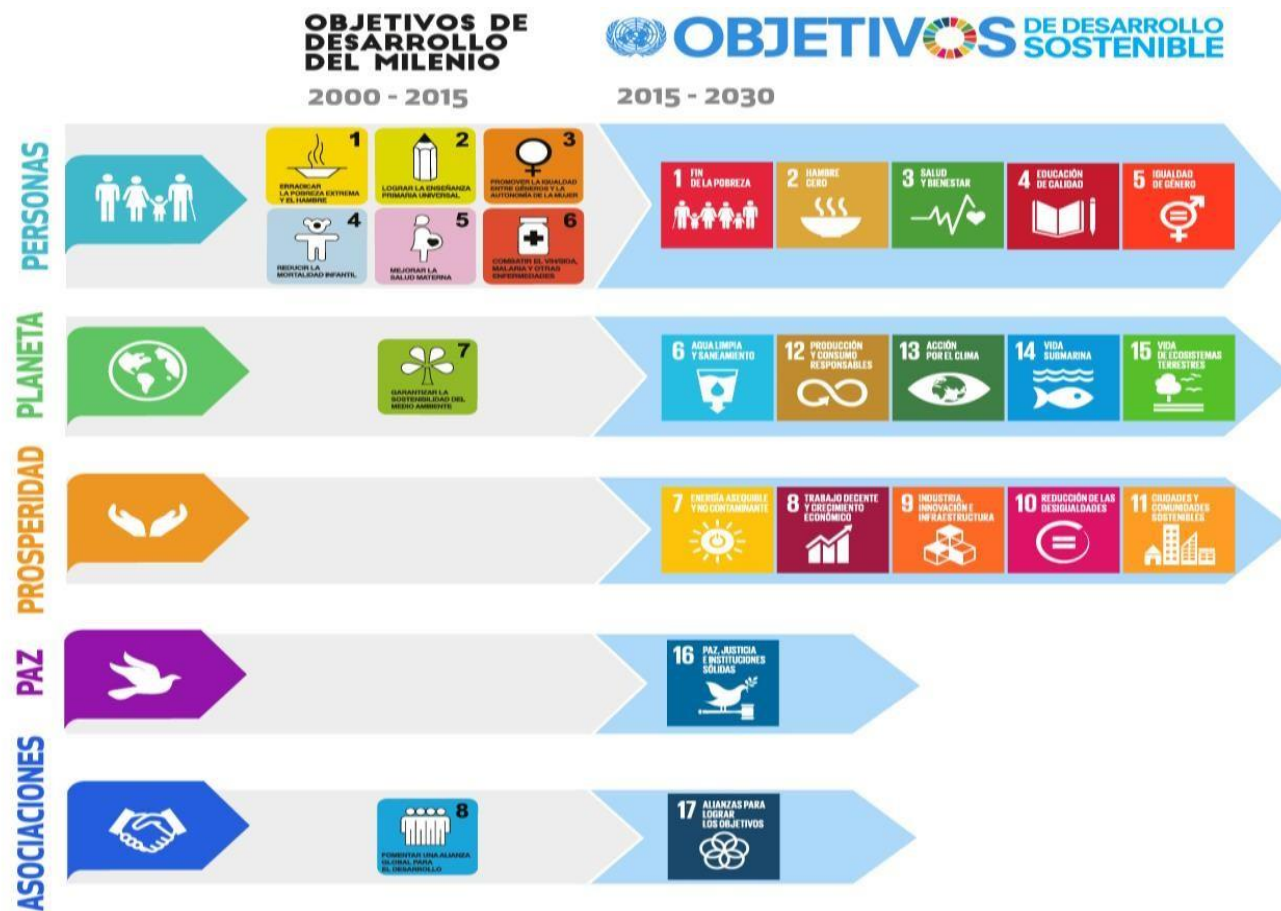 OBJETIVOS DE
DESARROLLO
DEL MILENIO
2000 - 2015
OBJETIVOS DE DESARROLLO
SOSTENIBLE
2015 - 2030
PERSONAS
1
ERRADICAR
LA POBREZA EXTREMA
Y EL HAMBRE
2
LOGRAR LA ENSEÑANZA
PRIMARIA UNIVERSAL
3
PROMOVER LA IGUALDAD
ENTRE GÉNEROS Y LA
AUTONOMÍA DE LA MUJER
4
REDUCIR LA
MORTALIDAD INFANTIL
5
MEJORAR LA
SALUD MATERNA
6
COMBATIR EL VIH/SIDA,
MALARIA Y OTRAS
ENFERMEDADES
1 FIN
DE LA POBREZA
2 HAMBRE
CERO
3 SALUD
Y BIENESTAR
4 EDUCACIÓN
DE CALIDAD
5 IGUALDAD
DE GÉNERO
PLANETA
7
GARANTIZAR LA
SOSTENIBILIDAD DEL
MEDIO AMBIENTE
6 AGUA LIMPIA
Y SANEAMIENTO
12 PRODUCCIÓN
Y CONSUMO
RESPONSABLES
13 ACCIÓN
POR EL CLIMA
14 VIDA
SUBMARINA
15 VIDA
DE ECOSISTEMAS
TERRESTRES
PROSPERIDAD
7 ENERGÍA ASEQUIBLE
Y NO CONTAMINANTE
8 TRABAJO DECENTE
Y CRECIMIENTO
ECONÓMICO
9 INDUSTRIA,
INNOVACIÓN E
INFRAESTRUCTURA
10 REDUCCIÓN DE LAS
DESIGUALDADES
11 CIUDADES Y
COMUNIDADES
SOSTENIBLES
PAZ
16 PAZ, JUSTICIA
E INSTITUCIONES
SÓLIDAS
ASOCIACIONES
8
FOMENTAR UNA ALIANZA
GLOBAL PARA
EL DESARROLLO
17 ALIANZAS PARA
LOGRAR
LOS OBJETIVOS